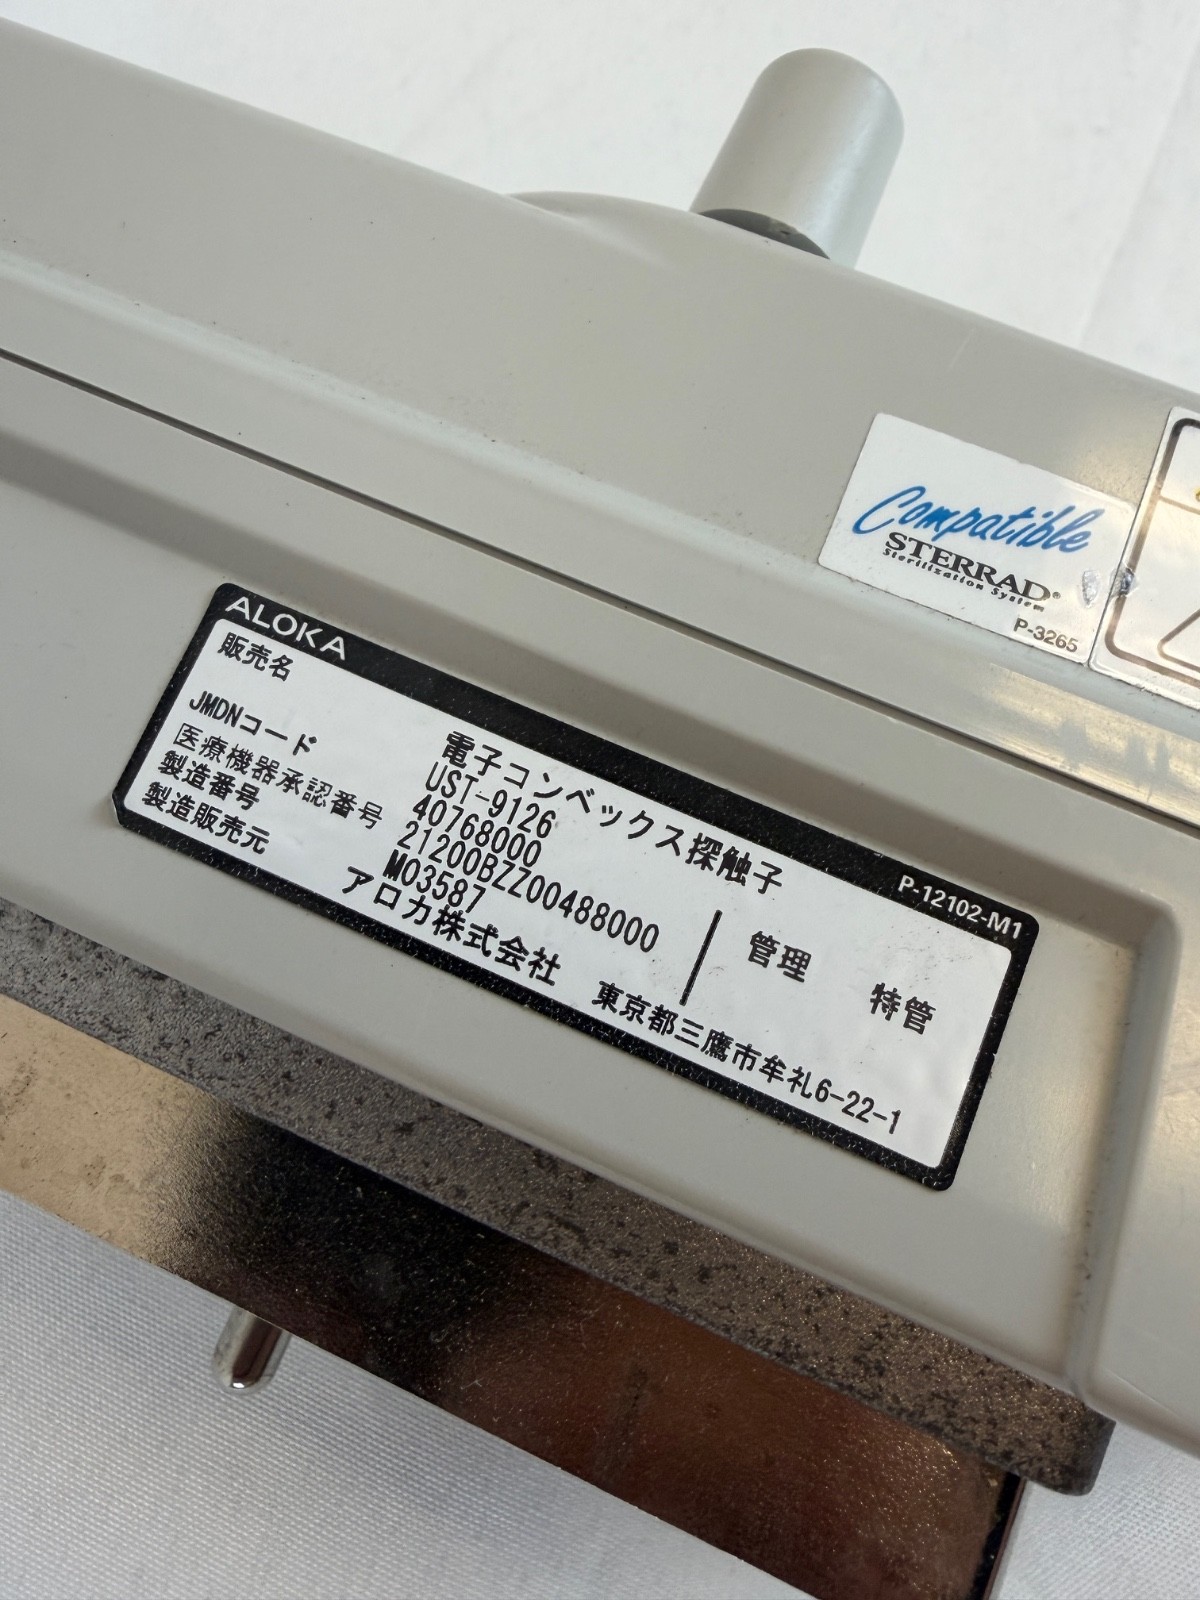 Compatible
STERRAD®
Sterilization System
P-3265
ALOKA
P-12102-M1
販売名 電子コンベックス探触子
UST-9126
JMDNコード 40768000
医療機器承認番号 21200BZZ00488000 管理 特管
製造番号 M03587
製造販売元 アロカ株式会社 東京都三鷹市牟礼6-22-1